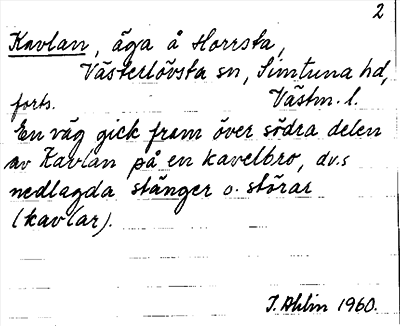 2
Kavlan, äga å Horrsta,
Västerlövsta sn, Simtuna hd,
forts. Västm. l.
En väg gick fram över södra delen
av Kavlan på en kavelbro, dvs
nedlagda stänger o. störar
(kavlar).
J. Ahlin 1960.